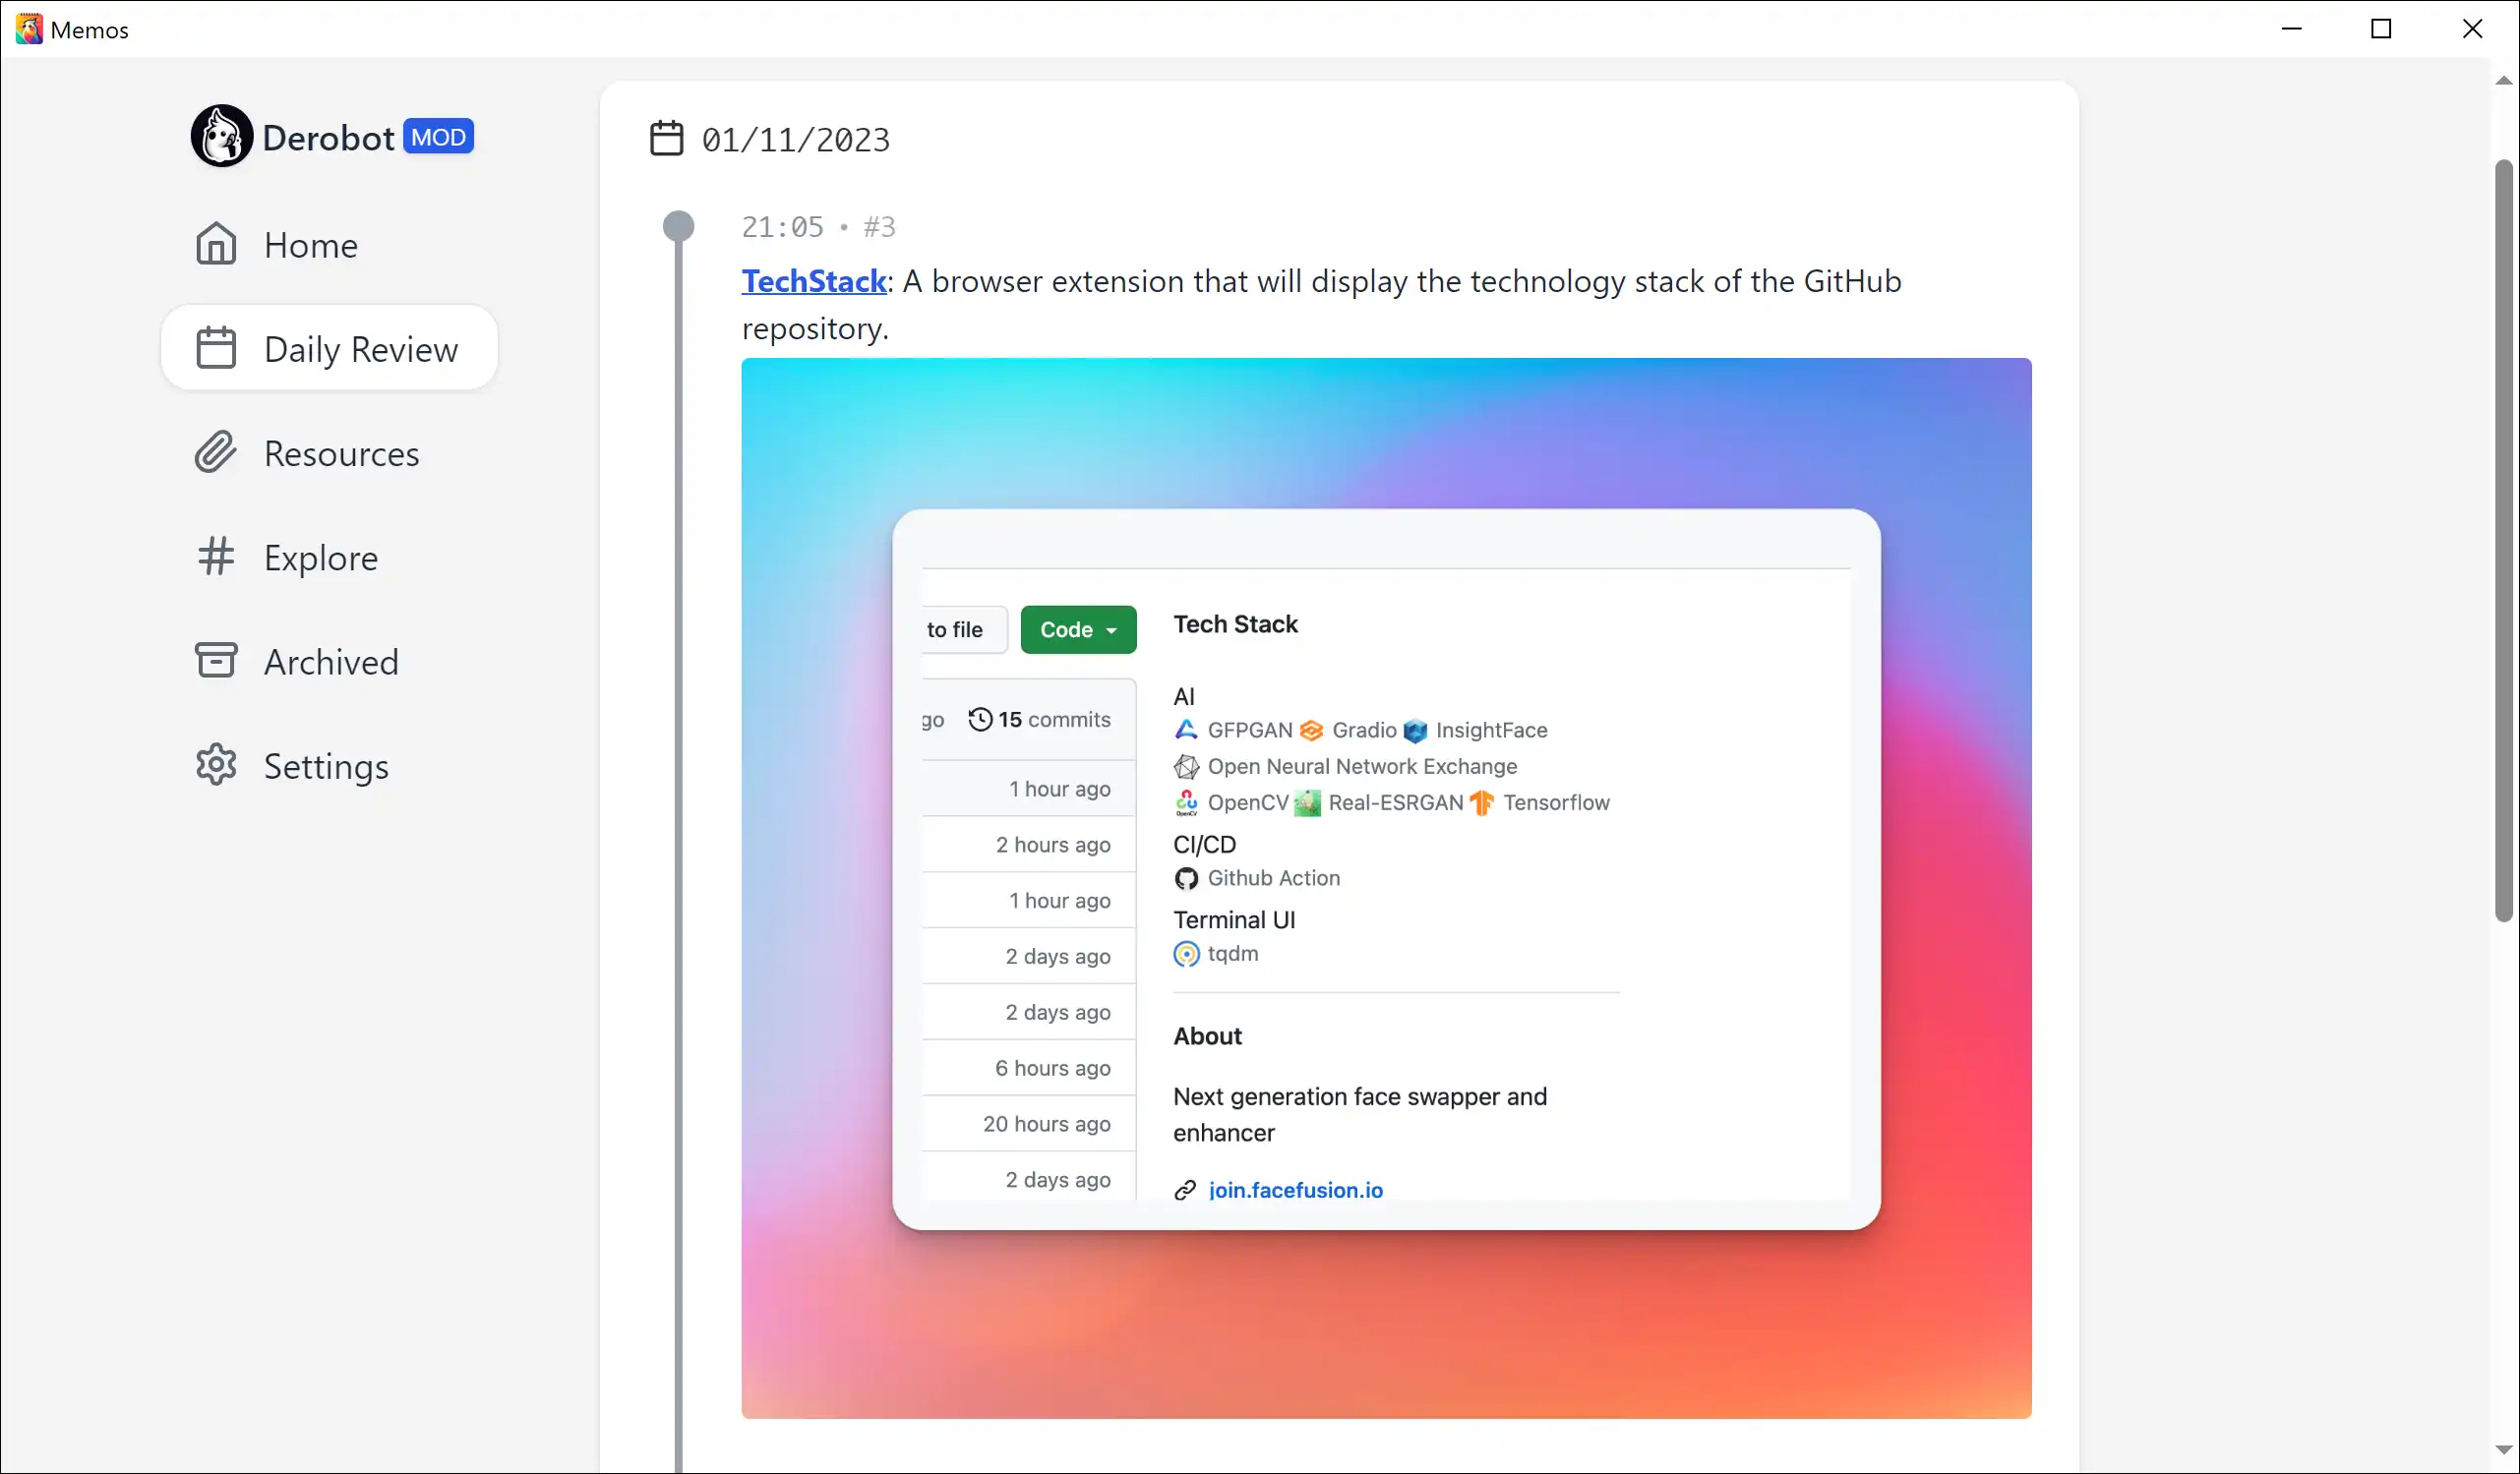 Memos
Derobot MOD
Home
Daily Review
Resources
Explore
Archived
Settings
01/11/2023
21:05 • #3
TechStack: A browser extension that will display the technology stack of the GitHub
repository.
to file
Code
go 15 commits
1 hour ago
2 hours ago
1 hour ago
2 days ago
2 days ago
6 hours ago
20 hours ago
2 days ago
Tech Stack
AI
GFPGAN Gradio InsightFace
Open Neural Network Exchange
OpenCV Real-ESRGAN Tensorflow
CI/CD
Github Action
Terminal UI
tqdm
About
Next generation face swapper and
enhancer
join.facefusion.io